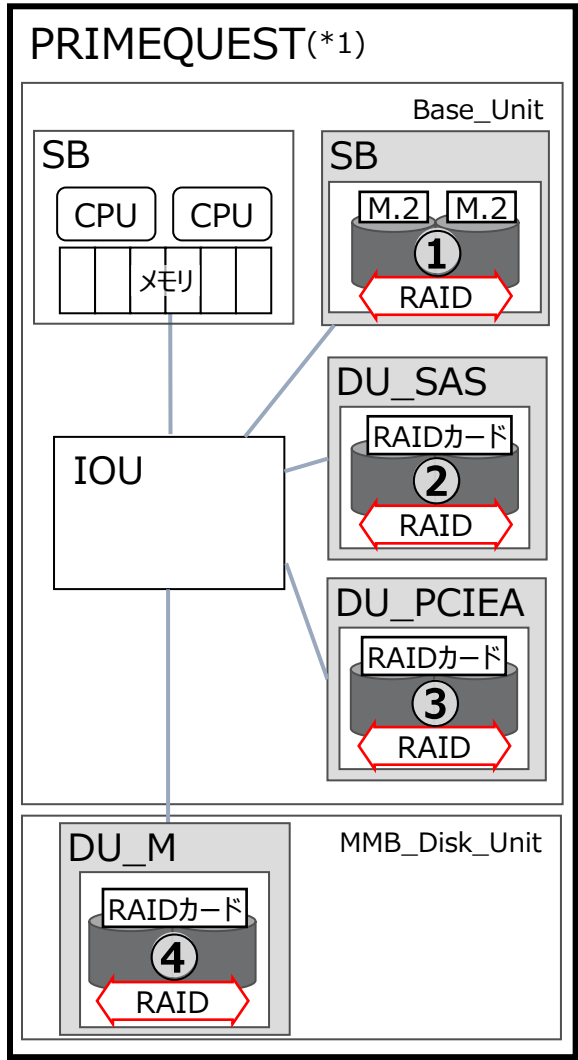 PRIMEQUEST(*1)
Base_Unit
SB
CPU CPU
メモリ
SB
M.2 M.2
①
RAID
IOU
DU_SAS
RAIDカード
②
RAID
DU_PCIEA
RAIDカード
③
RAID
DU_M
MMB_Disk_Unit
RAIDカード
④
RAID